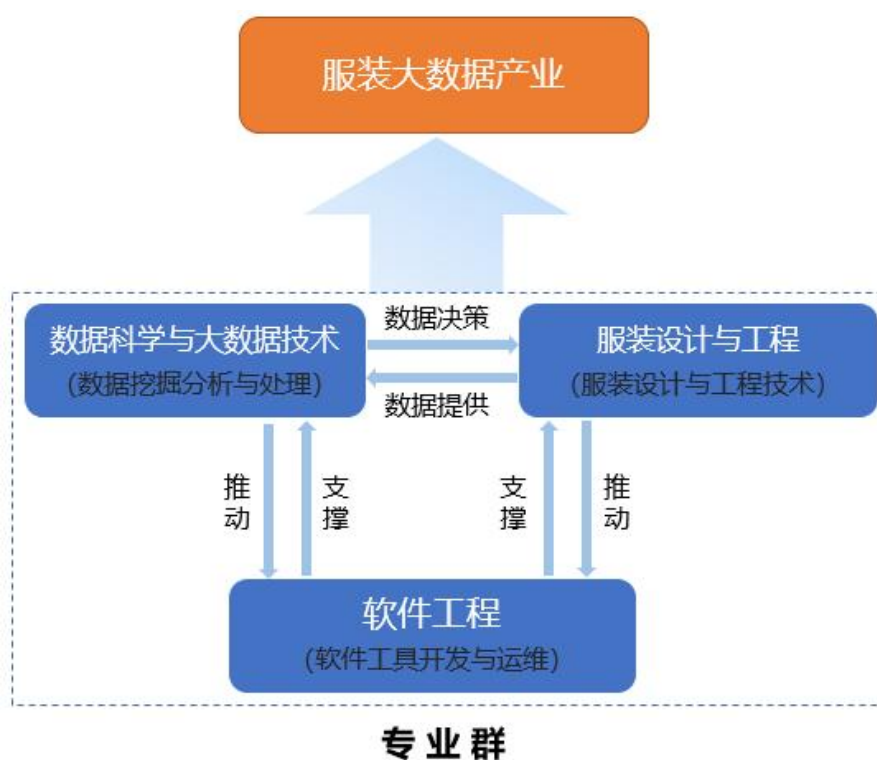 服装大数据产业
数据科学与大数据技术
(数据挖掘分析与处理)
数据决策
数据提供
服装设计与工程
(服装设计与工程技术)
推动
支撑
支撑
推动
软件工程
(软件工具开发与运维)
专业群